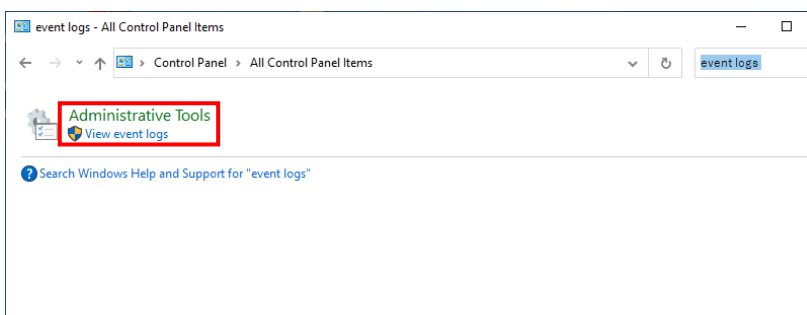 event logs - All Control Panel Items
Control Panel > All Control Panel Items
event logs
Administrative Tools
View event logs
Search Windows Help and Support for "event logs"